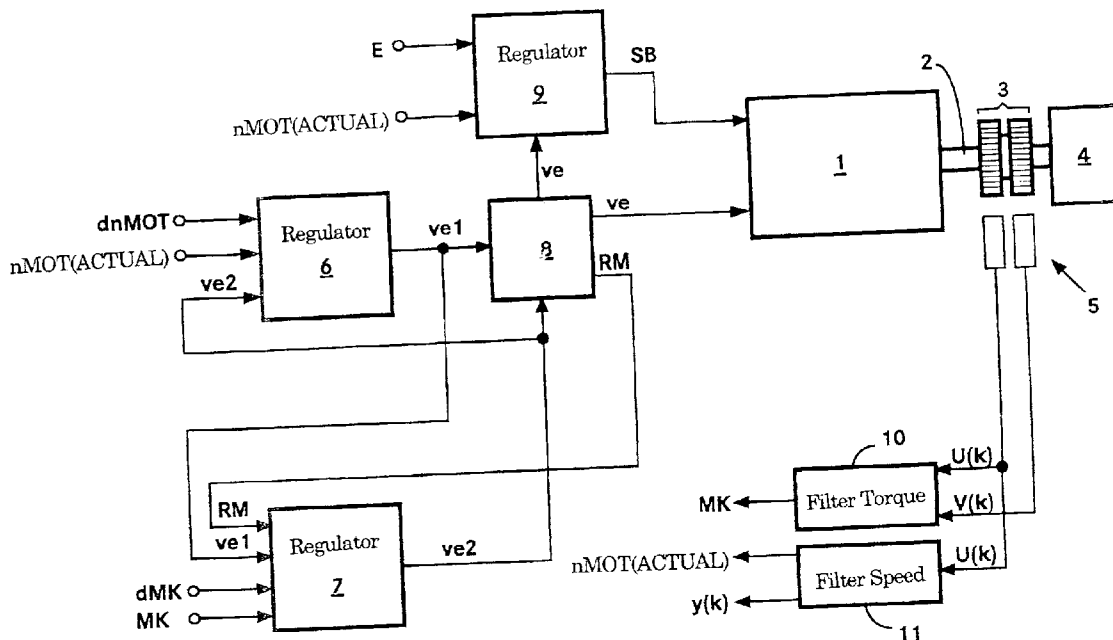 E
Regulator
9
nMOT(ACTUAL)
SB
ve
1
2
3
4
5
dnMOT
nMOT(ACTUAL)
ve2
Regulator
6
ve1
8
ve
RM
10
Filter Torque
U(k)
V(k)
MK
nMOT(ACTUAL)
y(k)
Filter Speed
U(k)
11
RM
ve1
dMK
MK
Regulator
7
ve2